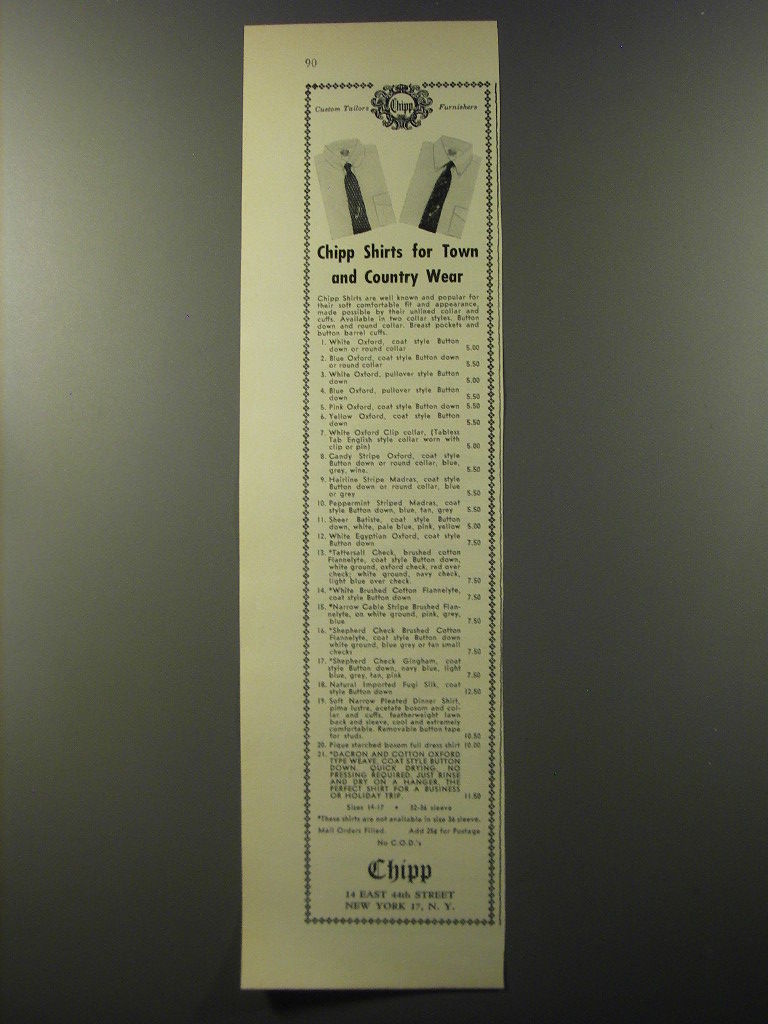 90
Custom Tailors Chipp Furnishers
Chipp Shirts for Town
and Country Wear
Chipp Shirts are well known and popular for
their soft comfortable fit and appearance,
made possible by their unlined collar and
cuffs. Available in two collar styles. Button
down and round collar. Breast pockets and
button barrel cuffs.
1. White Oxford, coat style Button
down or round collar 5.00
2. Blue Oxford, coat style Button down
or round collar 5.50
3. White Oxford, pullover style Button
down 5.00
4. Blue Oxford, pullover style Button
down 5.50
5. Pink Oxford, coat style Button down 5.50
6. Yellow Oxford, coat style Button
down 5.50
7. White Oxford Clip collar, (Tabless
Tab English style collar worn with
clip or pin) 5.00
8. Candy Stripe Oxford, coat style
Button down or round collar, blue,
grey, wine. 5.50
9. Hairline Stripe Madras, coat style
Button down or round collar, blue
or grey 5.50
10. Peppermint Striped Madras, coat
style Button down, blue, tan, grey 5.50
11. Sheer Batiste, coat style Button
down, white, pale blue, pink, yellow 5.00
12. White Egyptian Oxford, coat style
Button down 7.50
13. *Tattersall Check, brushed cotton
Flannelyte, coat style Button down,
white ground, oxford check, red over
check; white ground, navy check,
light blue over check. 7.50
14. *White Brushed Cotton Flannelyte,
coat style Button down 7.50
15. *Narrow Cable Stripe Brushed Flan-
nelyte, on white ground, pink, grey,
blue 7.50
16. *Shepherd Check Brushed Cotton
Flannelyte, coat style Button down
white ground, blue grey or tan small
checks 7.50
17. *Shepherd Check Gingham, coat
style Button down, navy blue, light
blue, grey, tan, pink 7.50
18. Natural Imported Fugi Silk, coat
style Button down 12.50
19. Soft Narrow Pleated Dinner Shirt,
pima lustre, acetate bosom and col-
lar and cuffs, featherweight lawn
back and sleeve, cool and extremely
comfortable. Removable button tape
for studs. 10.50
20. Pique starched bosom full dress shirt 10.00
21. *DACRON AND COTTON OXFORD
TYPE WEAVE, COAT STYLE BUTTON
DOWN. QUICK DRYING. NO
PRESSING REQUIRED. JUST RINSE
AND DRY ON A HANGER. THE
PERFECT SHIRT FOR A BUSINESS
OR HOLIDAY TRIP. 11.50
Sizes 14-17 • 32-36 sleeve
*These shirts are not available in size 36 sleeve.
Mail Orders Filled. Add 25¢ for Postage
No C.O.D.'s
Chipp
14 EAST 44th STREET
NEW YORK 17, N. Y.